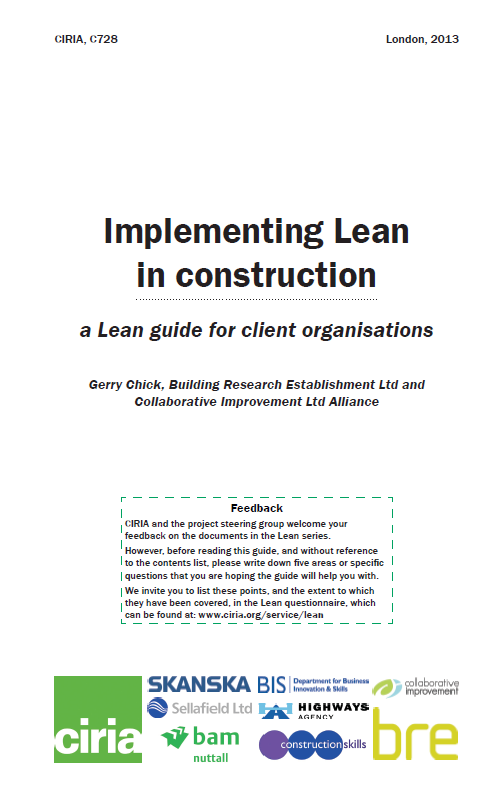 CIRIA, C728
London, 2013
Implementing Lean
in construction
a Lean guide for client organisations
Gerry Chick, Building Research Establishment Ltd and
Collaborative Improvement Ltd Alliance
Feedback
CIRIA and the project steering group welcome your
feedback on the documents in the Lean series.
However, before reading this guide, and without reference
to the contents list, please write down five areas or specific
questions that you are hoping the guide will help you with.
We invite you to list these points, and the extent to which
they have been covered, in the Lean questionnaire, which
can be found at: www.ciria.org/service/lean
ciria
SKANSKA
BIS
Department for Business
Innovation & Skills
collaborative
improvement
Sellafield Ltd
HIGHWAYS
AGENCY
bam
nuttall
constructionskills
bre